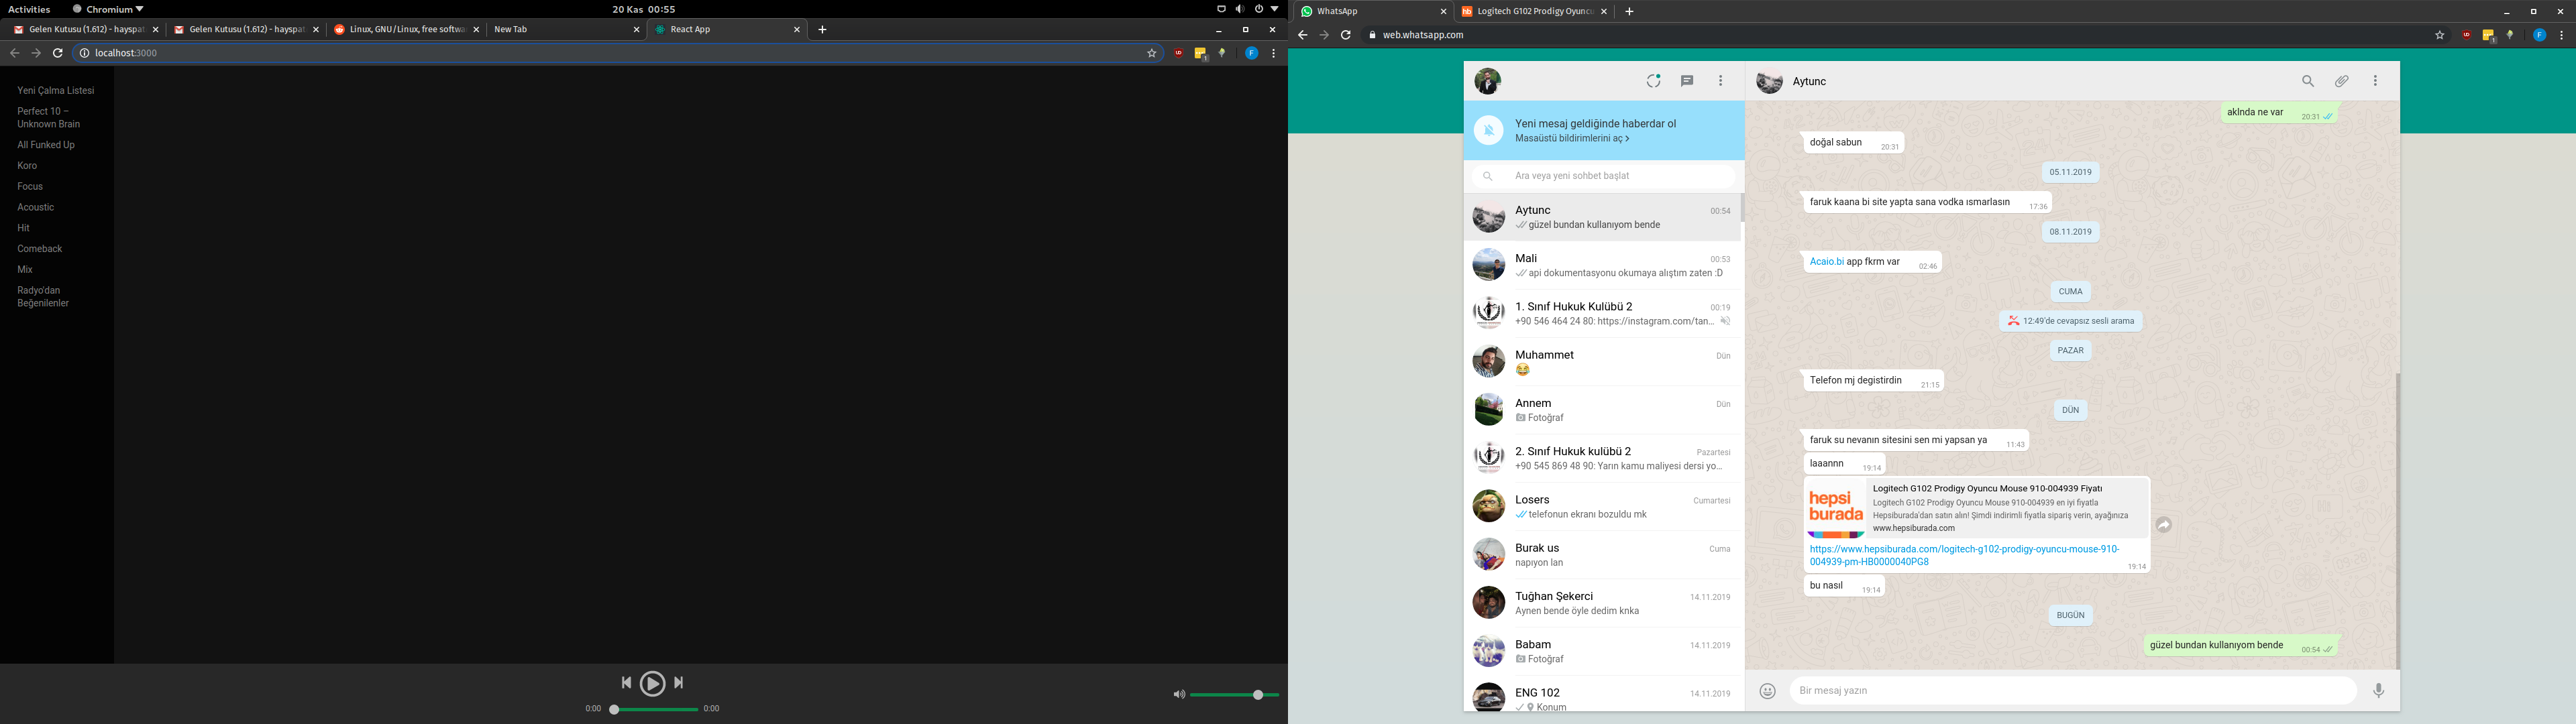 Activities
Chromium
20 Kas 00:55
Gelen Kutusu (1.612) - hayspat
Gelen Kutusu (1.612) - hayspat
Linux, GNU/Linux, free softwa
New Tab
React App
localhost:3000
Yeni Çalma Listesi
Perfect 10 –
Unknown Brain
All Funked Up
Koro
Focus
Acoustic
Hit
Comeback
Mix
Radyo'dan
Beğenilenler
0:00
0:00
WhatsApp
Logitech G102 Prodigy Oyuncu
web.whatsapp.com
Yeni mesaj geldiğinde haberdar ol
Masaüstü bildirimlerini aç
Ara veya yeni sohbet başlat
Aytunc 00:54
güzel bundan kullanıyom bende
Mali 00:53
api dokumentasyonu okumaya alıştım zaten :D
1. Sınıf Hukuk Kulübü 2 00:19
+90 546 464 24 80: https://instagram.com/tan...
Muhammet Dün
Annem Dün
Fotoğraf
2. Sınıf Hukuk kulübü 2 Pazartesi
+90 545 869 48 90: Yarın kamu maliyesi dersi yo...
Losers Cumartesi
telefonun ekranı bozuldu mk
Burak us Cuma
napıyon lan
Tuğhan Şekerci 14.11.2019
Aynen bende öyle dedim knka
Babam 14.11.2019
Fotoğraf
ENG 102 14.11.2019
Konum
Aytunc
aklnda ne var 20:31
doğal sabun 20:31
05.11.2019
faruk kaana bi site yapta sana vodka ısmarlasın 17:36
08.11.2019
Acaio.bi app fkrm var 02:46
CUMA
12:49'de cevapsız sesli arama
PAZAR
Telefon mj degistirdin 21:15
DÜN
faruk su nevanın sitesini sen mi yapsan ya 11:43
laaannn 19:14
hepsi
burada
Logitech G102 Prodigy Oyuncu Mouse 910-004939 Fiyatı
Logitech G102 Prodigy Oyuncu Mouse 910-004939 en iyi fiyatla
Hepsiburada'dan satın alın! Şimdi indirimli fiyatla sipariş verin, ayağınıza
www.hepsiburada.com
https://www.hepsiburada.com/logitech-g102-prodigy-oyuncu-mouse-910-
004939-pm-HB0000040PG8
19:14
bu nasıl 19:14
BUGÜN
güzel bundan kullanıyom bende 00:54
Bir mesaj yazın